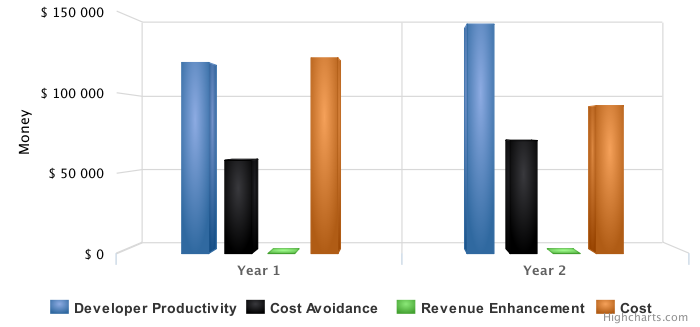 $ 150 000
$ 100 000
$ 50 000
$ 0
Money
Year 1 Year 2
Developer Productivity Cost Avoidance Revenue Enhancement Cost
Highcharts.com